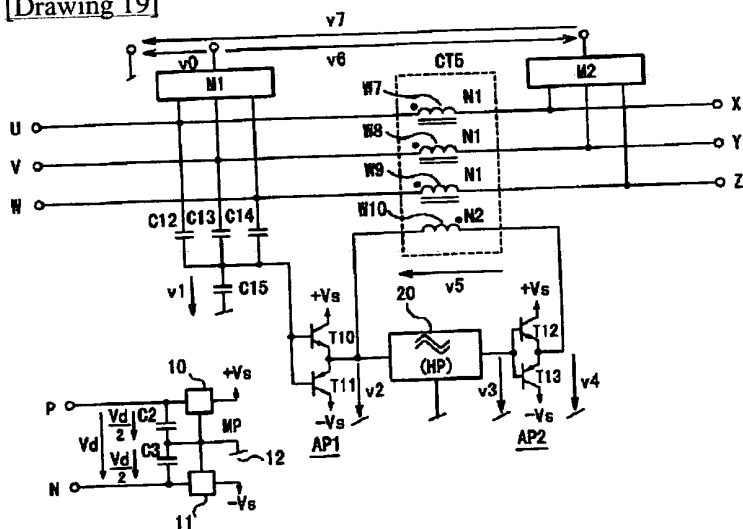 [Drawing 19]
v7
v0
v6
M1
CT5
M2
W7
N1
X
U
W8
N1
Y
V
W9
N1
Z
W
W10
N2
C12 C13 C14
v5
v1
C15
+Vs
20
+Vs
T10
T12
(HP)
T11
v2
v3
T13
v4
10
+Vs
-Vs
-Vs
AP1
AP2
P
Vd
Vd/2
C2
MP
Vd/2
C3
12
N
-Vs
11